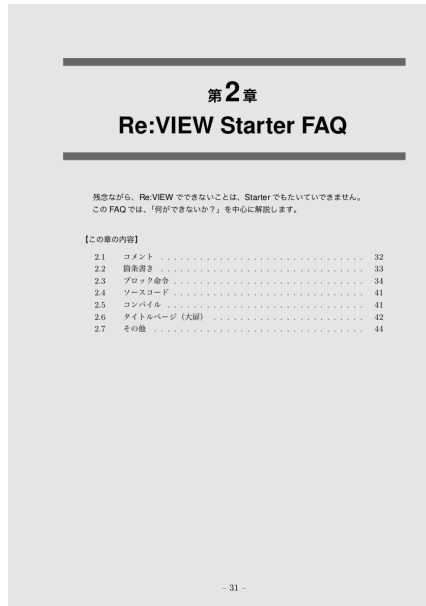 第2章
Re:VIEW Starter FAQ
残念ながら、Re:VIEW でできないことは、Starter でもたいていできません。
この FAQ では、「何ができないか？」を中心に解説します。
【この章の内容】
2.1 コメント . . . . . . . . . . . . . . . . . . . . . . . . . . . . . . . 32
2.2 箇条書き . . . . . . . . . . . . . . . . . . . . . . . . . . . . . . . 33
2.3 ブロック命令 . . . . . . . . . . . . . . . . . . . . . . . . . . . . . 34
2.4 ソースコード . . . . . . . . . . . . . . . . . . . . . . . . . . . . . 41
2.5 コンパイル . . . . . . . . . . . . . . . . . . . . . . . . . . . . . . 41
2.6 タイトルページ（大扉） . . . . . . . . . . . . . . . . . . . . . . . 42
2.7 その他 . . . . . . . . . . . . . . . . . . . . . . . . . . . . . . . . 44
– 31 –